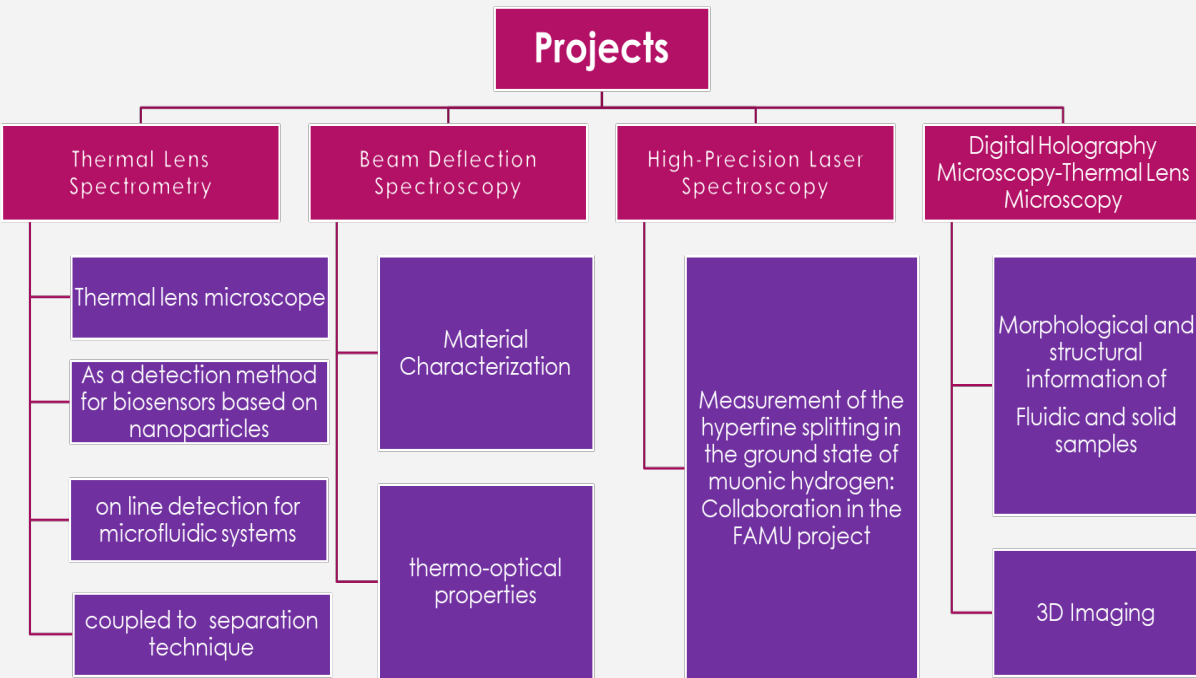 Projects
Thermal Lens
Spectrometry
Thermal lens microscope
As a detection method
for biosensors based on
nanoparticles
on line detection for
microfluidic systems
coupled to separation
technique
Beam Deflection
Spectroscopy
Material
Characterization
thermo-optical
properties
High-Precision Laser
Spectroscopy
Measurement of the
hyperfine splitting in
the ground state of
muonic hydrogen:
Collaboration in the
FAMU project
Digital Holography
Microscopy-Thermal Lens
Microscopy
Morphological and
structural
information of
Fluidic and solid
samples
3D Imaging